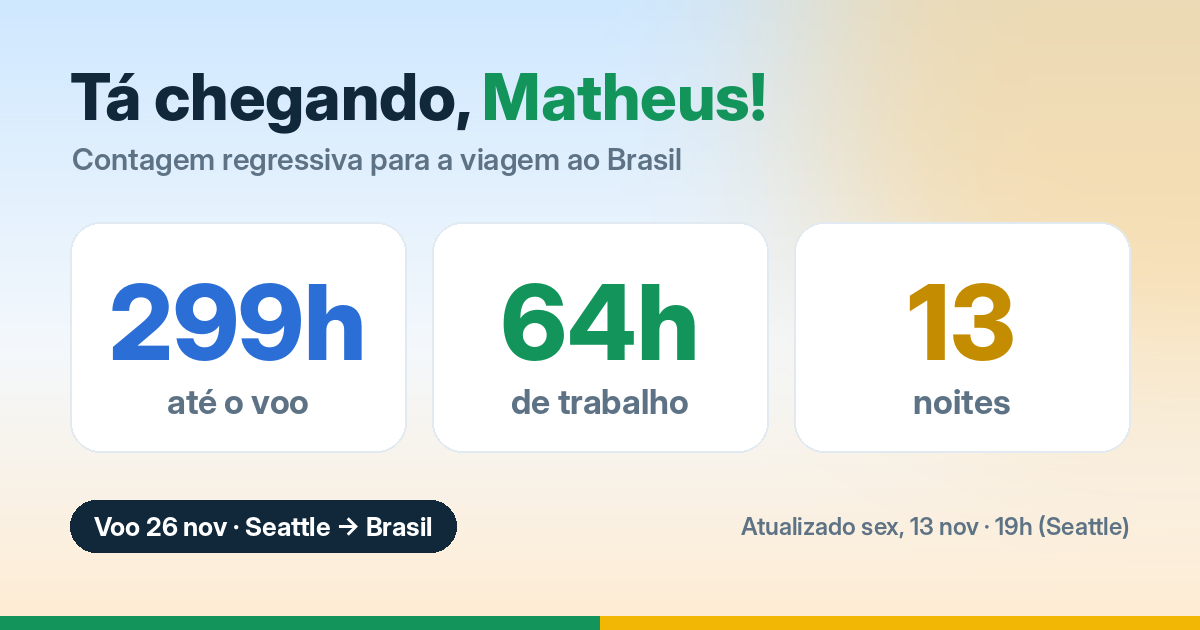 Tá chegando, Matheus!
Contagem regressiva para a viagem ao Brasil
299h
até o voo
64h
de trabalho
13
noites
Voo 26 nov · Seattle → Brasil
Atualizado sex, 13 nov · 19h (Seattle)